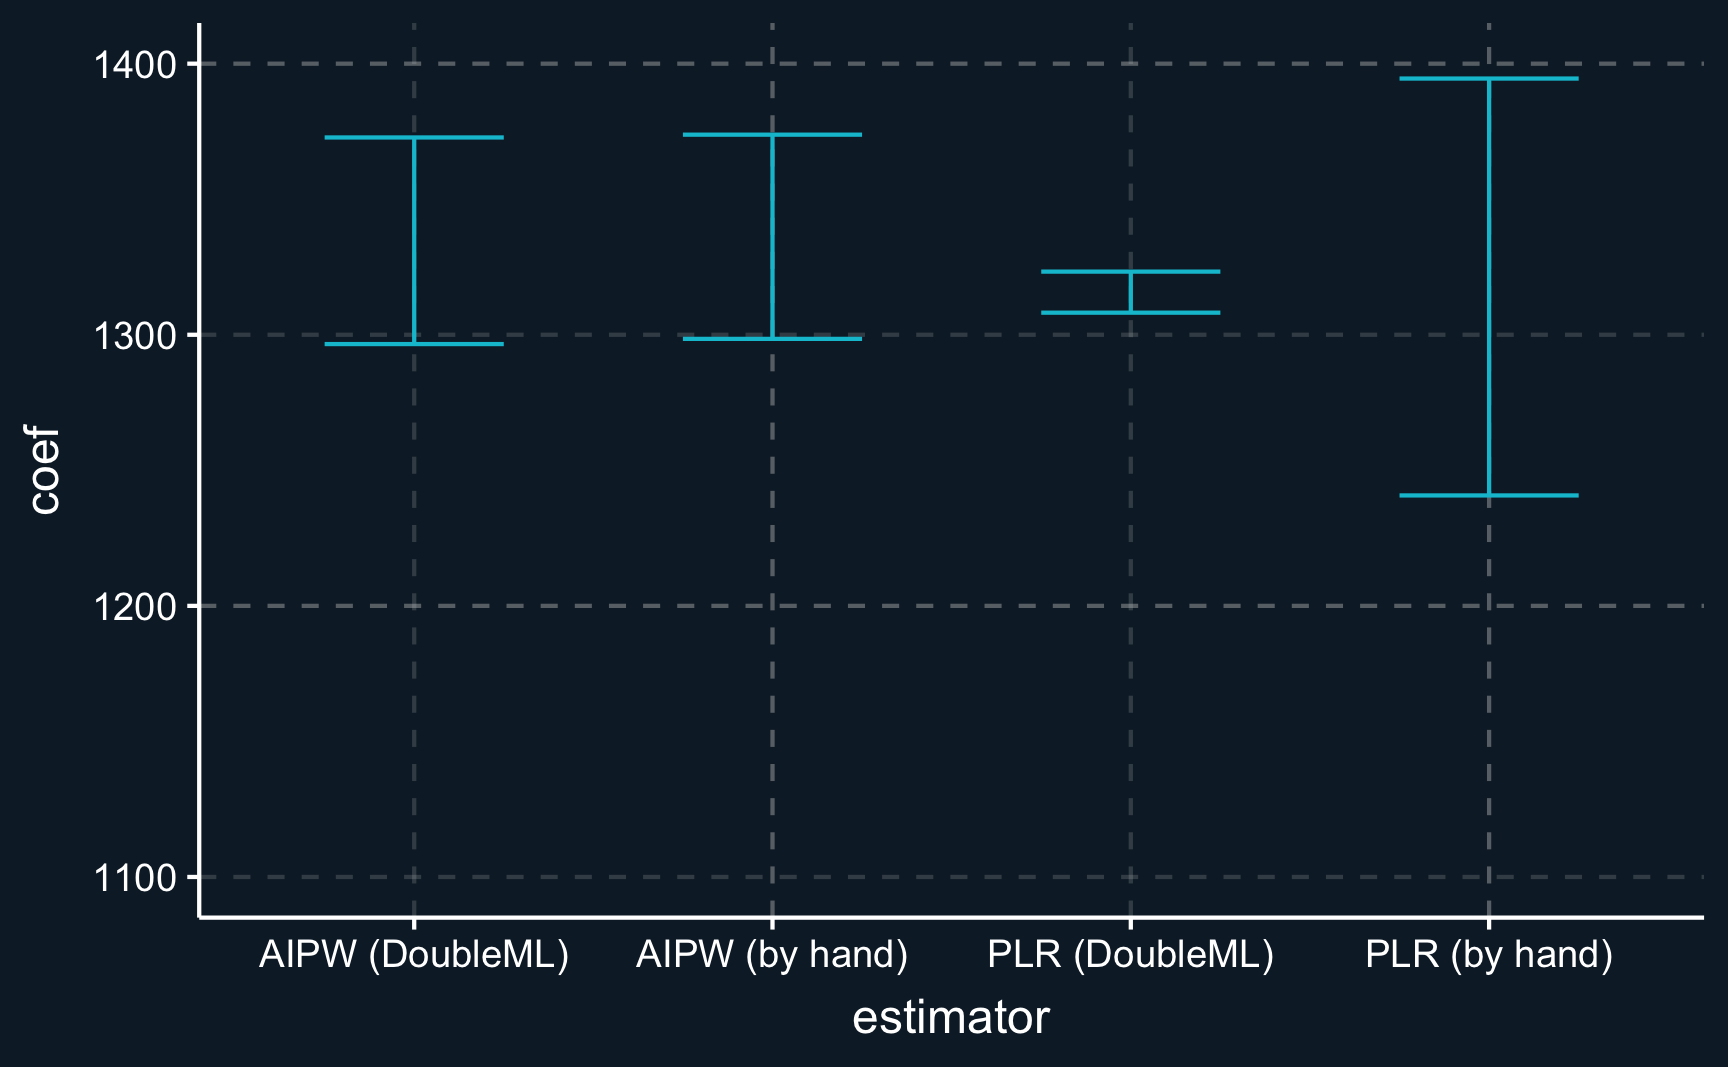 1400
1300
1200
1100
coef
AIPW (DoubleML) AIPW (by hand) PLR (DoubleML) PLR (by hand)
estimator